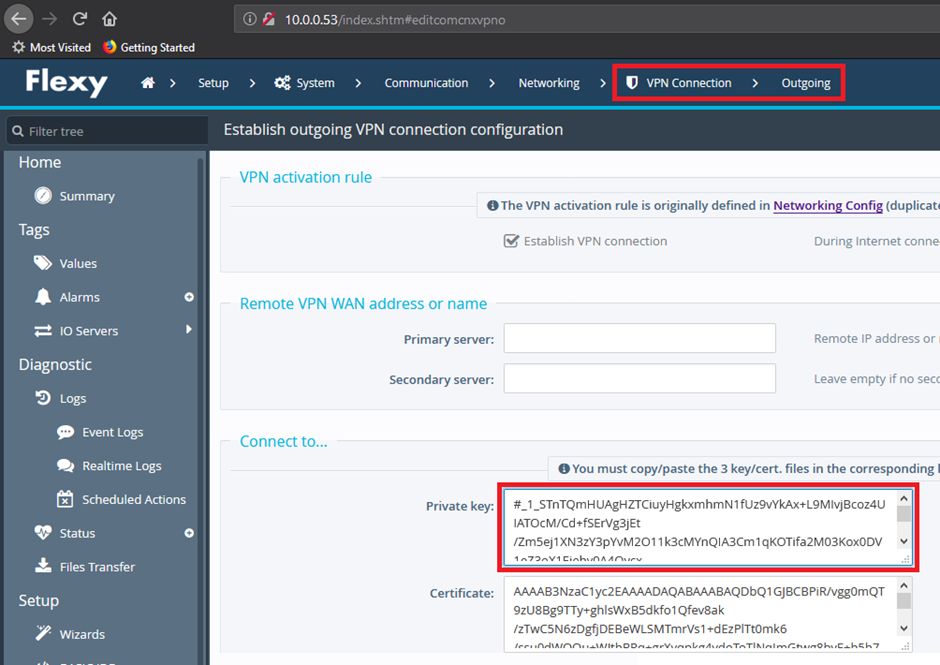 10.0.0.53/index.shtm#editcomcnxvpno
Most Visited Getting Started
Flexy Setup System Communication Networking VPN Connection Outgoing
Filter tree
Establish outgoing VPN connection configuration
Home
Summary
Tags
Values
Alarms
IO Servers
Diagnostic
Logs
Event Logs
Realtime Logs
Scheduled Actions
Status
Files Transfer
Setup
Wizards
VPN activation rule
The VPN activation rule is originally defined in Networking Config (duplicate
Establish VPN connection During Internet conne
Remote VPN WAN address or name
Primary server: Remote IP address or
Secondary server: Leave empty if no seco
Connect to...
You must copy/paste the 3 key/cert. files in the corresponding
Private key:
#_1_STnTQmHUAgHZTCiuyHgkxmhmN1fUz9vYkAx+L9MIvjBcoz4U
IATOcM/Cd+fSErVg3jEt
/Zm5ej1XN3zY3pYvM2O11k3cMYnQIA3Cm1qKOTifa2M03Kox0DV
Certificate:
AAAAB3NzaC1yc2EAAAADAQABAAABAQDbQ1GJBCBPiR/vgg0mQT
9zU8Bg9TTy+ghlsWxB5dkfo1Qfev8ak
/zTwC5N6zDgfjDEBeWLSMTmrVs1+dEzPlTt0mk6